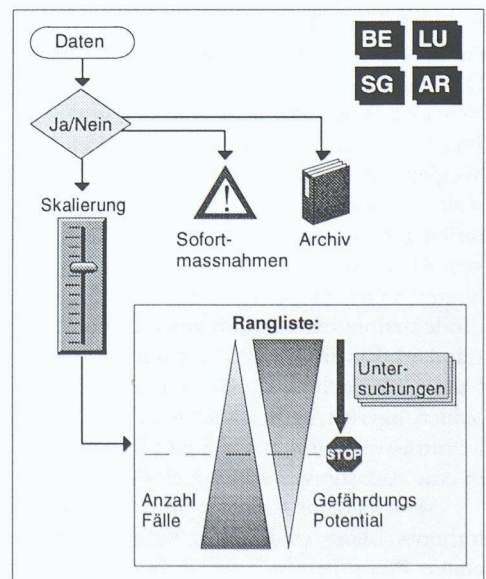 Daten
BE LU
SG AR
Ja/Nein
Skalierung
Sofort-
massnahmen
Archiv
Rangliste:
Unter-
suchungen
STOP
Anzahl
Fälle
Gefährdungs
Potential